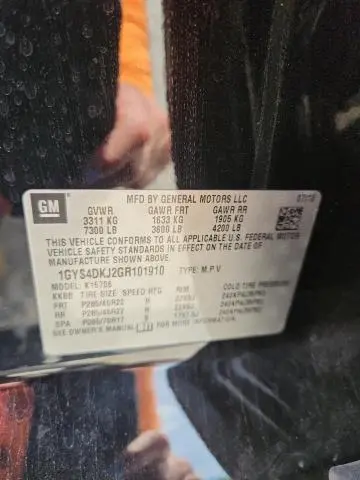 GM
MFD BY GENERAL MOTORS LLC
GVWR GAWR FRT GAWR RR
3311 KG 1633 KG 1905 KG
7300 LB 3600 LB 4200 LB
THIS VEHICLE CONFORMS TO ALL APPLICABLE U.S. FEDERAL MOTOR
VEHICLE SAFETY STANDARDS IN EFFECT ON THE DATE OF
MANUFACTURE SHOWN ABOVE.
1GYS4DKJ2GR101910 TYPE: M.P.V
MODEL: K15706
TIRE SIZE SPEED RTG RIM COLD TIRE PRESSURE
FRT P285/45R22 H
RR P285/45R22 H
SPA
SEE OWNER'S MANUAL FOR MORE INFORMATION.